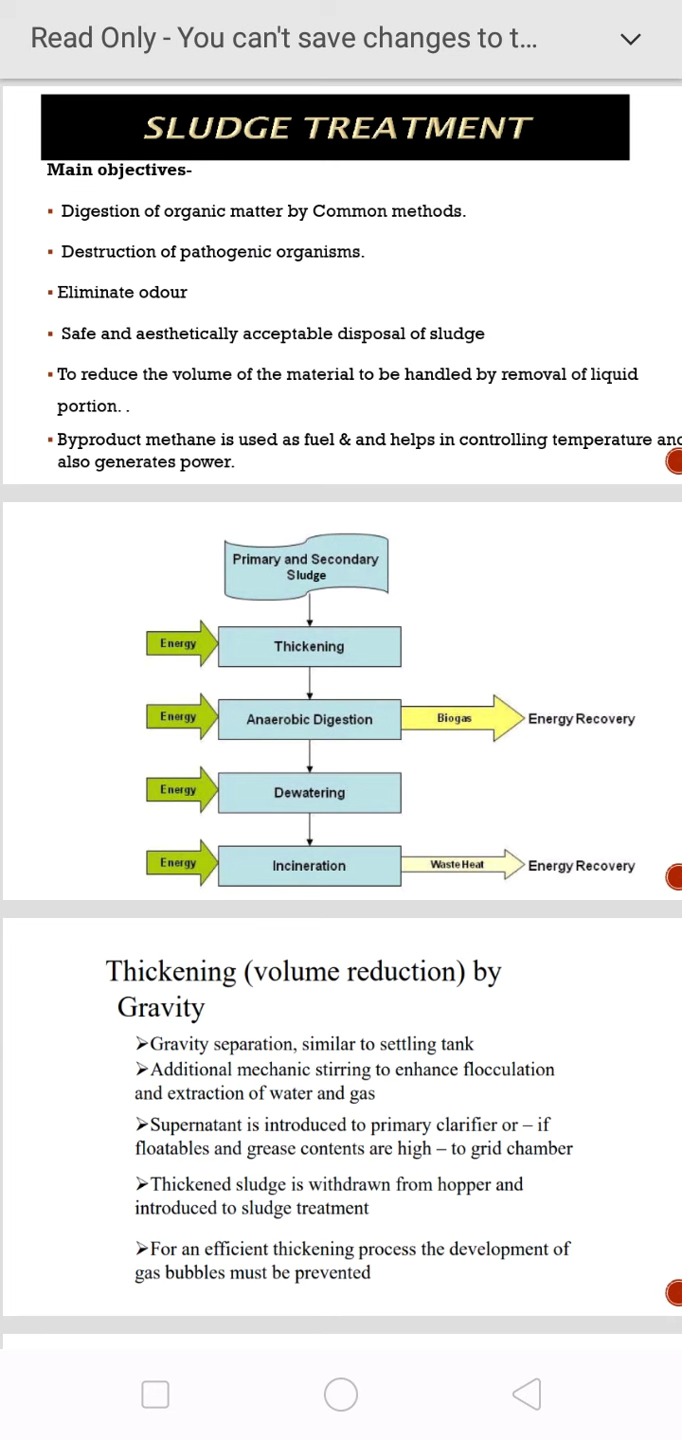 Read Only - You can't save changes to t...
SLUDGE TREATMENT
Main objectives-
▪ Digestion of organic matter by Common methods.
▪ Destruction of pathogenic organisms.
▪ Eliminate odour
▪ Safe and aesthetically acceptable disposal of sludge
▪ To reduce the volume of the material to be handled by removal of liquid
portion. .
▪ Byproduct methane is used as fuel & and helps in controlling temperature and
also generates power.
Primary and Secondary
Sludge
Energy
Thickening
Energy
Anaerobic Digestion
Biogas
Energy Recovery
Energy
Dewatering
Energy
Incineration
Waste Heat
Energy Recovery
Thickening (volume reduction) by
Gravity
➢Gravity separation, similar to settling tank
➢Additional mechanic stirring to enhance flocculation
and extraction of water and gas
➢Supernatant is introduced to primary clarifier or – if
floatables and grease contents are high – to grid chamber
➢Thickened sludge is withdrawn from hopper and
introduced to sludge treatment
➢For an efficient thickening process the development of
gas bubbles must be prevented